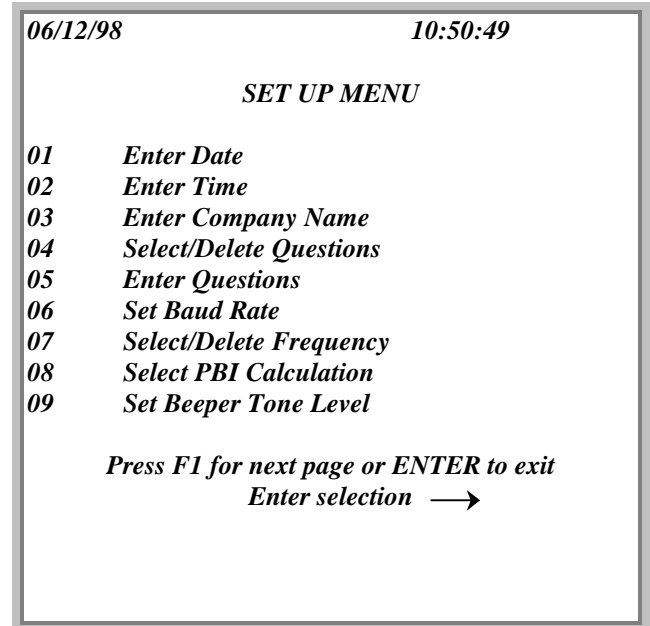 06/12/98 10:50:49
SET UP MENU
01 Enter Date
02 Enter Time
03 Enter Company Name
04 Select/Delete Questions
05 Enter Questions
06 Set Baud Rate
07 Select/Delete Frequency
08 Select PBI Calculation
09 Set Beeper Tone Level
Press F1 for next page or ENTER to exit
Enter selection →